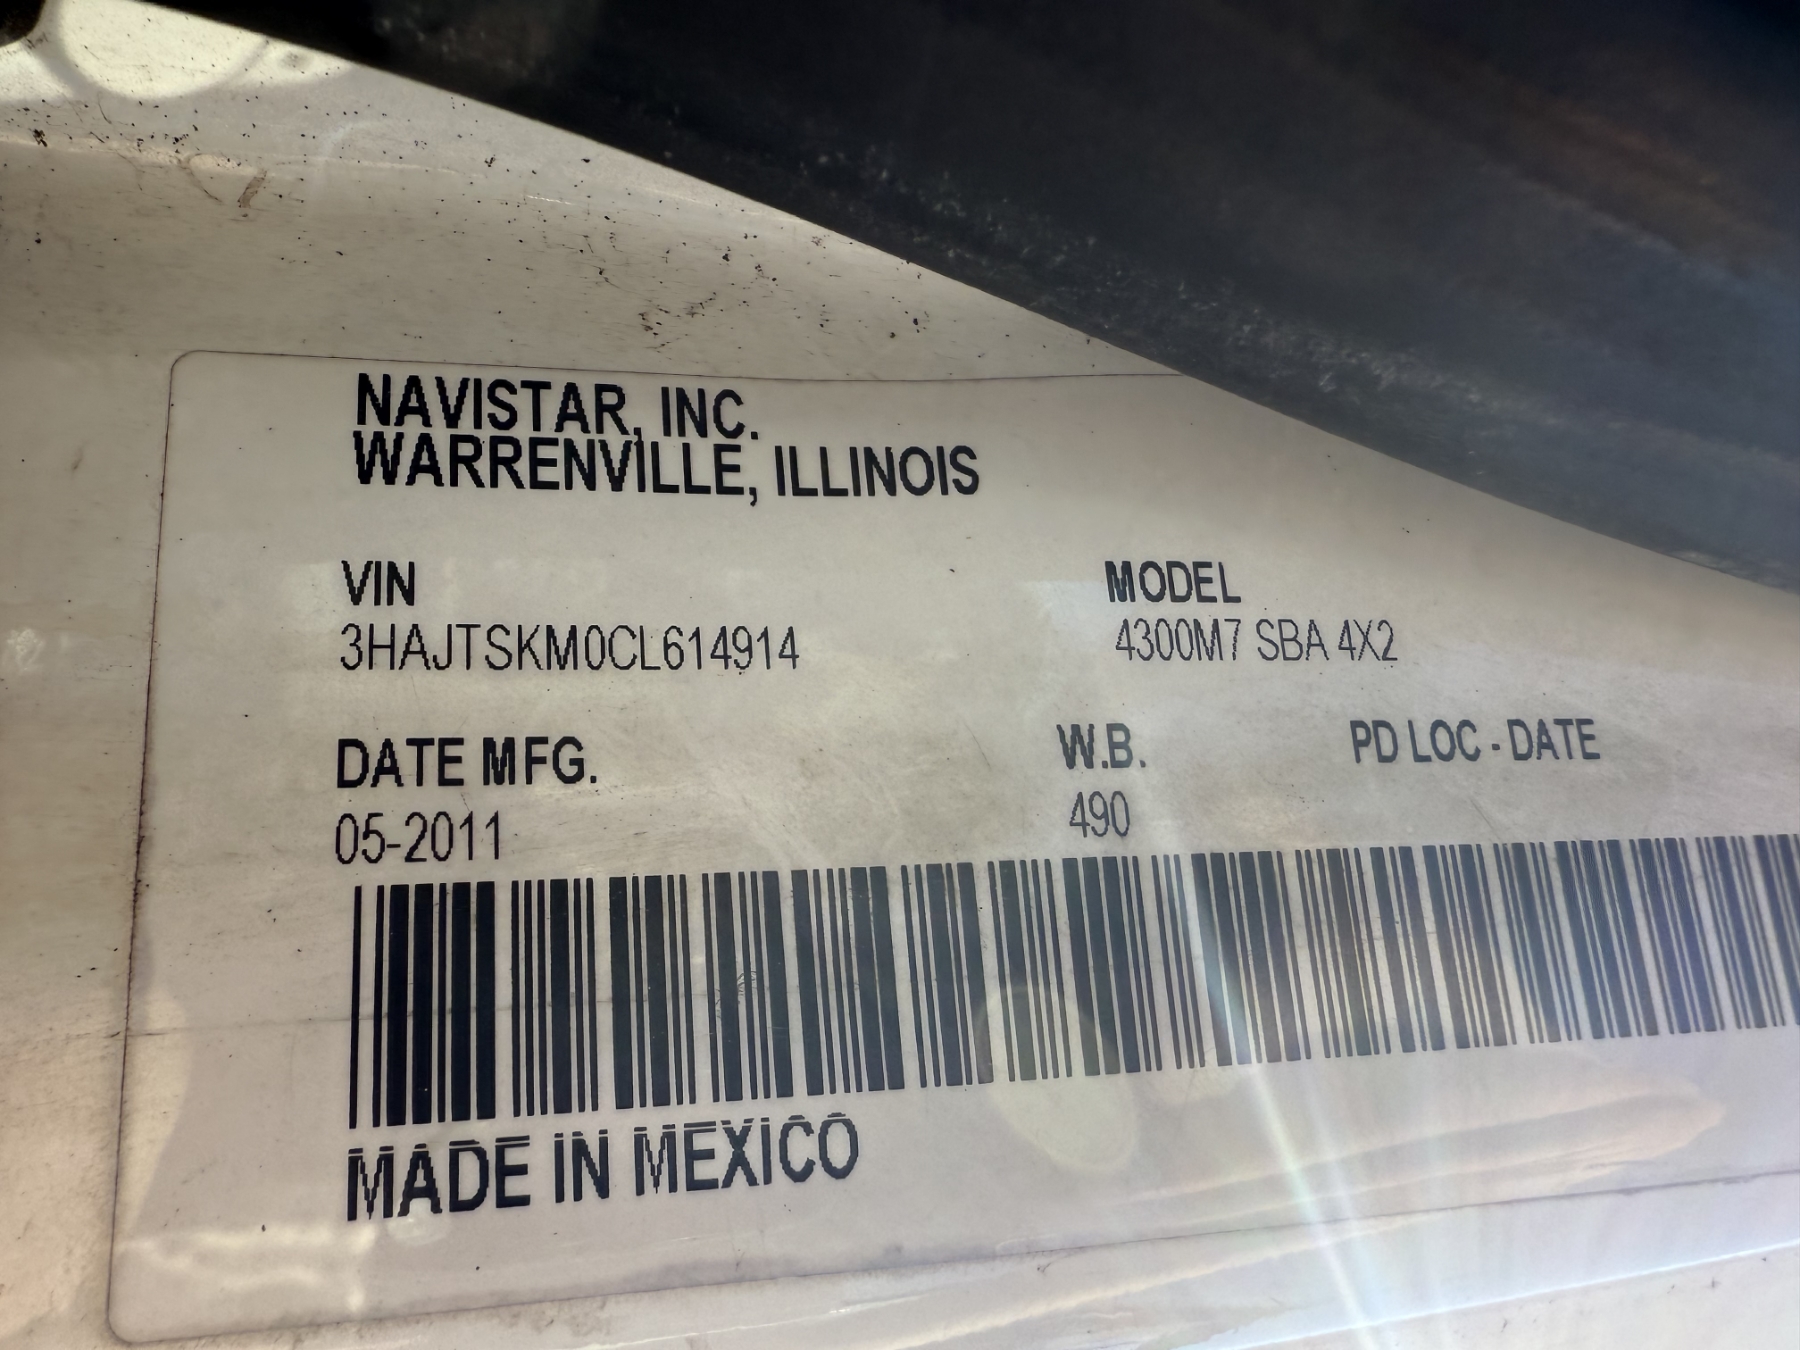 NAVISTAR, INC.
WARRENVILLE, ILLINOIS
VIN
MODEL
3HAJTSKM0CL614914
4300M7 SBA 4X2
DATE MFG.
W.B.
PD LOC - DATE
05-2011
490
MADE IN MEXICO